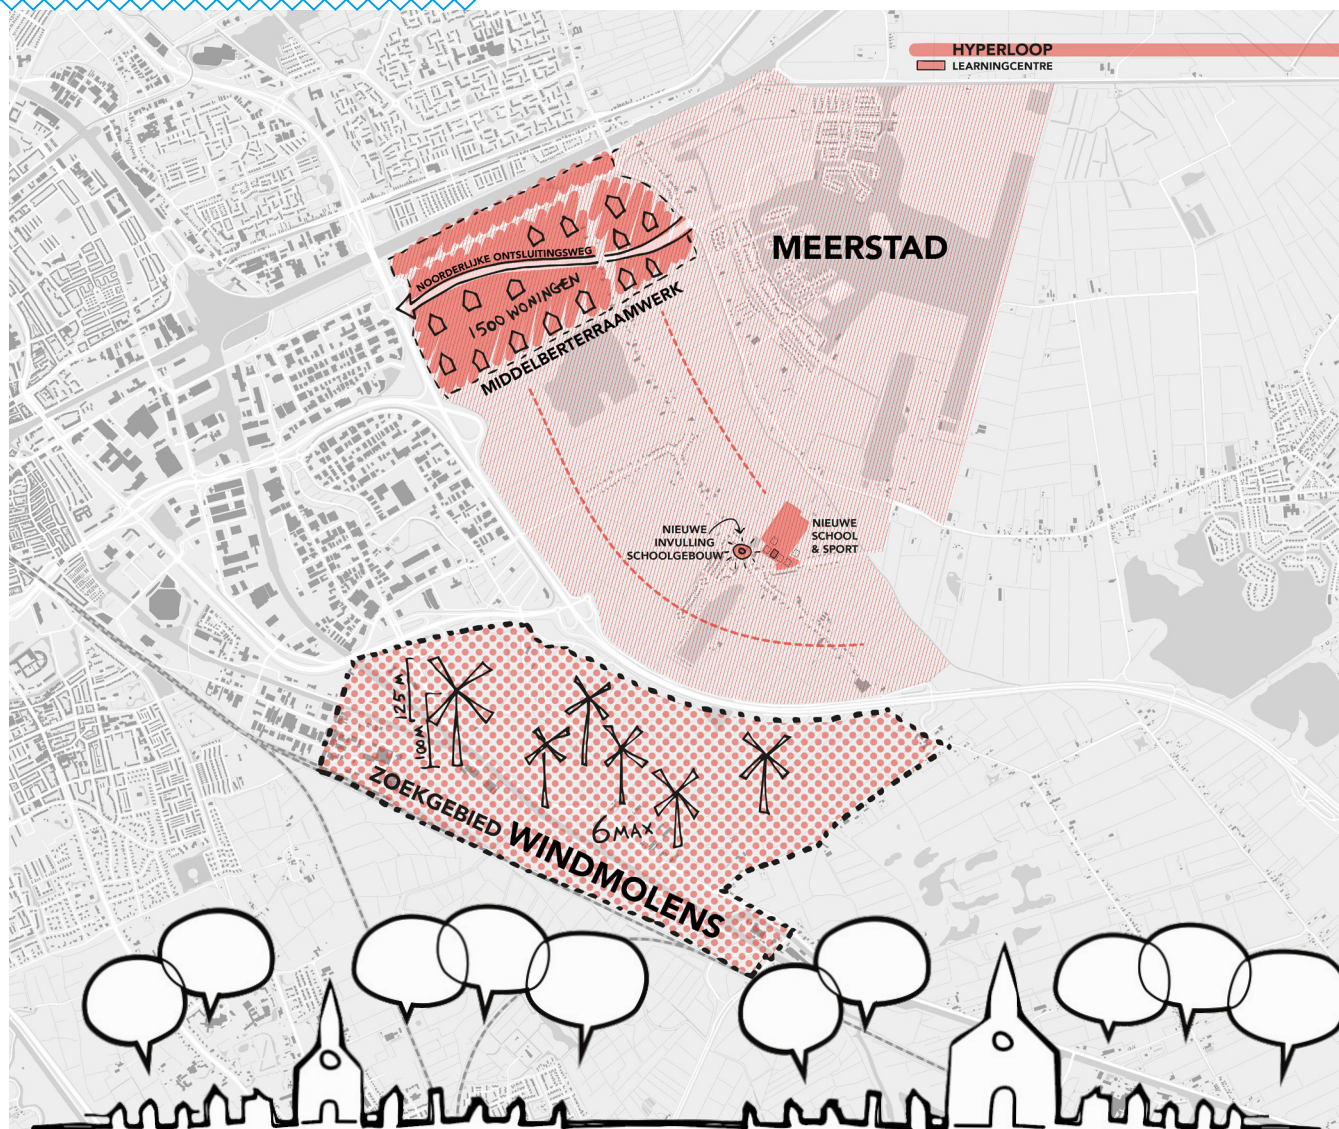 HYPERLOOP
LEARNINGCENTRE
MEERSTAD
NOORDERLIJKE ONTSLUITINGSWEG
1500 WONINGEN
MIDDELBERTERRAAMWERK
NIEUWE
INVULLING
SCHOOLGEBOUW
NIEUWE
SCHOOL
& SPORT
125 M
100M
6 MAX
ZOEKGEBIED WINDMOLENS